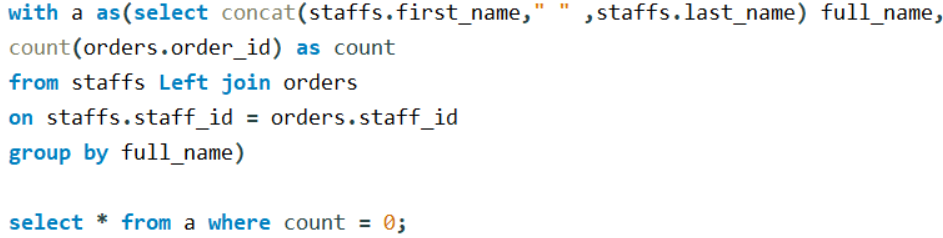 with a as(select concat(staffs.first_name," " ,staffs.last_name) full_name,
count(orders.order_id) as count
from staffs Left join orders
on staffs.staff_id = orders.staff_id
group by full_name)
select * from a where count = 0;